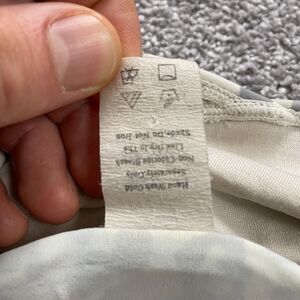 Hand Wash Cold
Separately Only
Non-Chlorine Bleach
Line Dry In The
Shade Do Not Iron